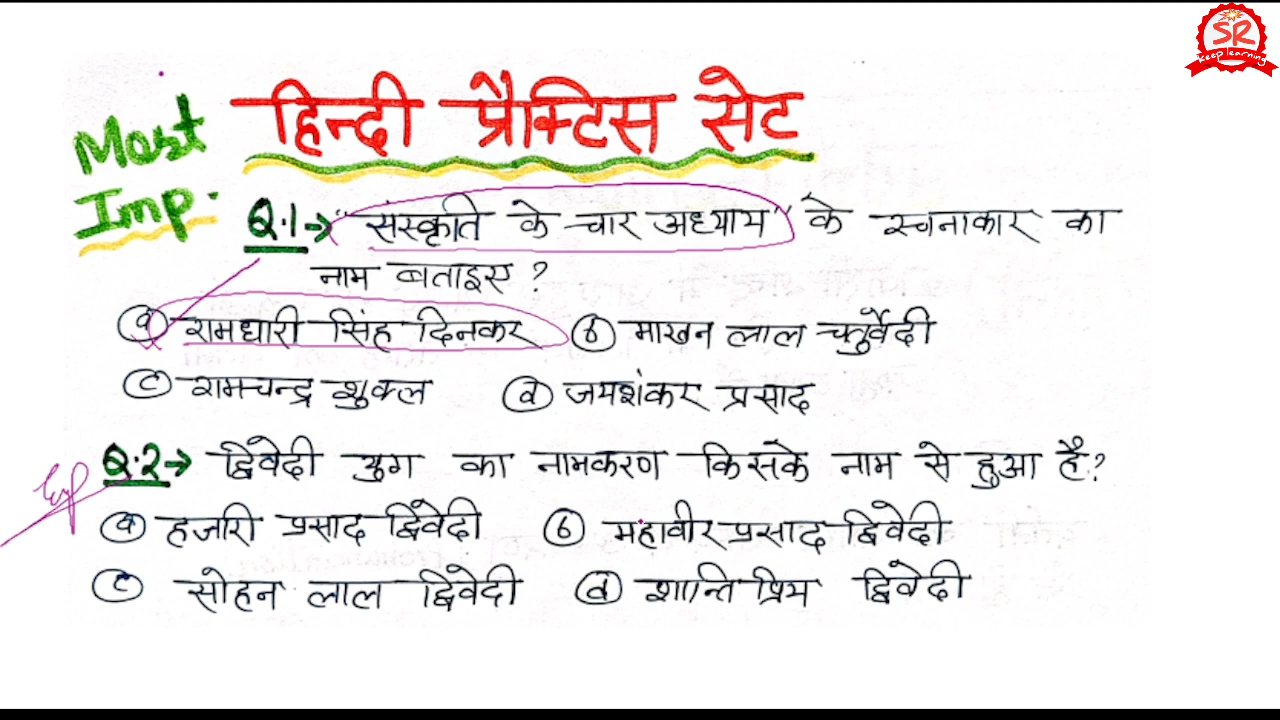 SR
keep learning
हिन्दी प्रैक्टिस सेट
Most
Imp.
Q.1→ "संस्कृति के चार अध्याय" के रचनाकार का
नाम बताइए ?
(a) रामधारी सिंह दिनकर (b) माखन लाल चतुर्वेदी
(c) रामचन्द्र शुक्ल (d) जयशंकर प्रसाद
Q.2→ द्विवेदी युग का नामकरण किसके नाम से हुआ है?
(a) हजारी प्रसाद द्विवेदी (b) महावीर प्रसाद द्विवेदी
(c) सोहन लाल द्विवेदी (d) शान्ति प्रिय द्विवेदी